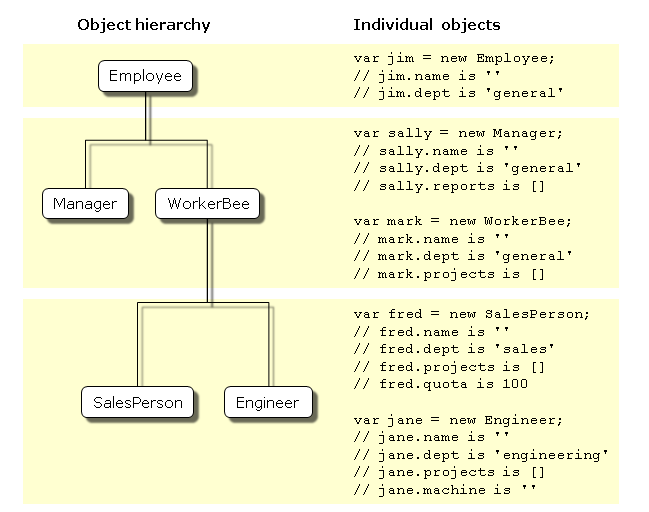 Object hierarchy
Individual objects
Employee
var jim = new Employee;
// jim.name is ''
// jim.dept is 'general'
Manager
WorkerBee
var sally = new Manager;
// sally.name is ''
// sally.dept is 'general'
// sally.reports is []
var mark = new WorkerBee;
// mark.name is ''
// mark.dept is 'general'
// mark.projects is []
SalesPerson
Engineer
var fred = new SalesPerson;
// fred.name is ''
// fred.dept is 'sales'
// fred.projects is []
// fred.quota is 100
var jane = new Engineer;
// jane.name is ''
// jane.dept is 'engineering'
// jane.projects is []
// jane.machine is ''